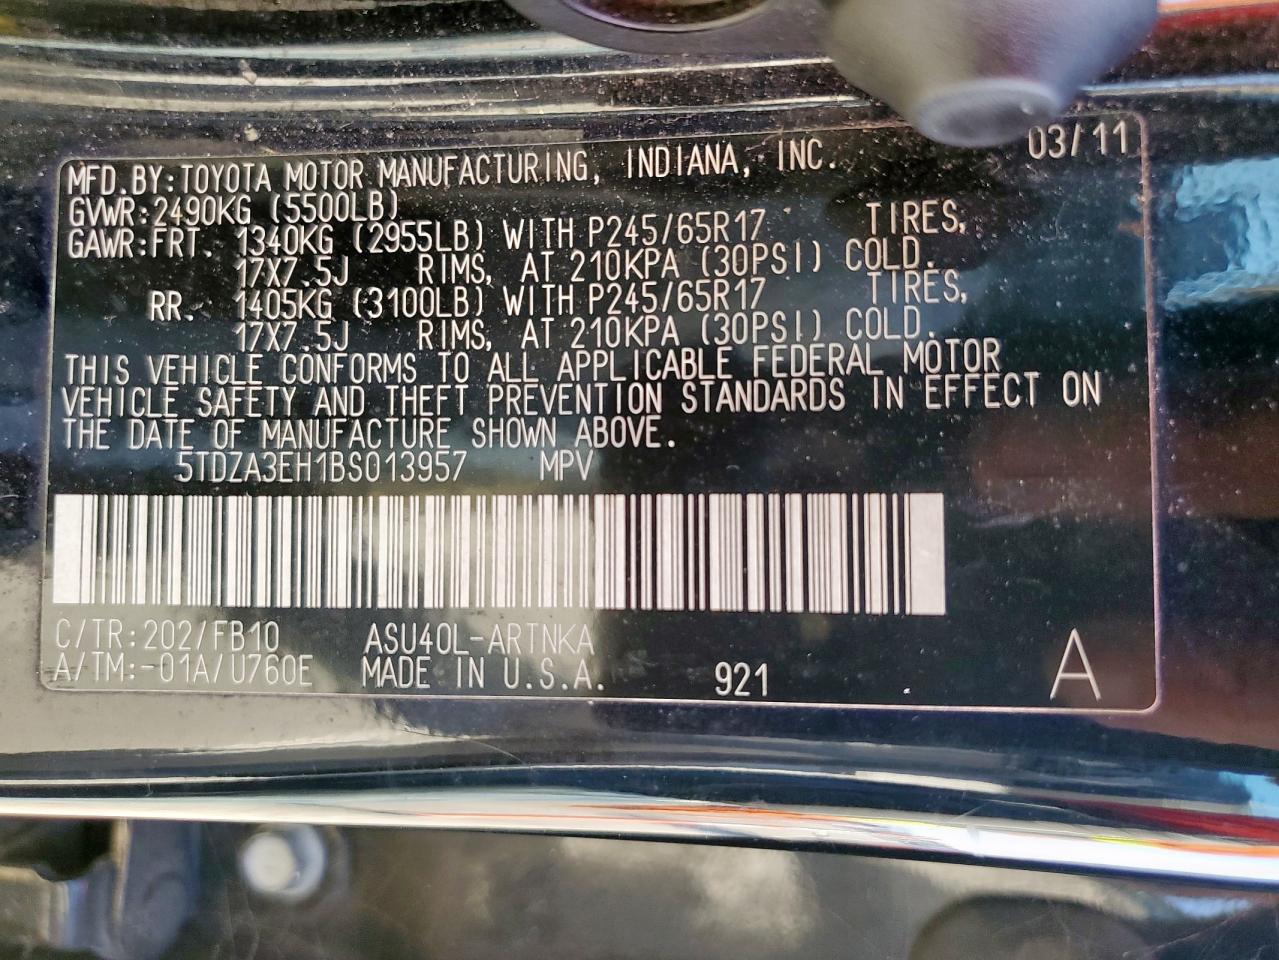 03/11
MFD.BY:TOYOTA MOTOR MANUFACTURING, INDIANA, INC.
GVWR:2490KG (5500LB)
GAWR:FRT. 1340KG (2955LB) WITH P245/65R17 TIRES,
17X7.5J RIMS, AT 210KPA (30PSI) COLD.
RR. 1405KG (3100LB) WITH P245/65R17 TIRES,
17X7.5J RIMS, AT 210KPA (30PSI) COLD.
THIS VEHICLE CONFORMS TO ALL APPLICABLE FEDERAL MOTOR
VEHICLE SAFETY AND THEFT PREVENTION STANDARDS IN EFFECT ON
THE DATE OF MANUFACTURE SHOWN ABOVE.
5TDZA3EH1BS013957 MPV
C/TR:202/FB10 ASU40L-ARTNKA
A/TM:-01A/U760E MADE IN U.S.A. 921 A